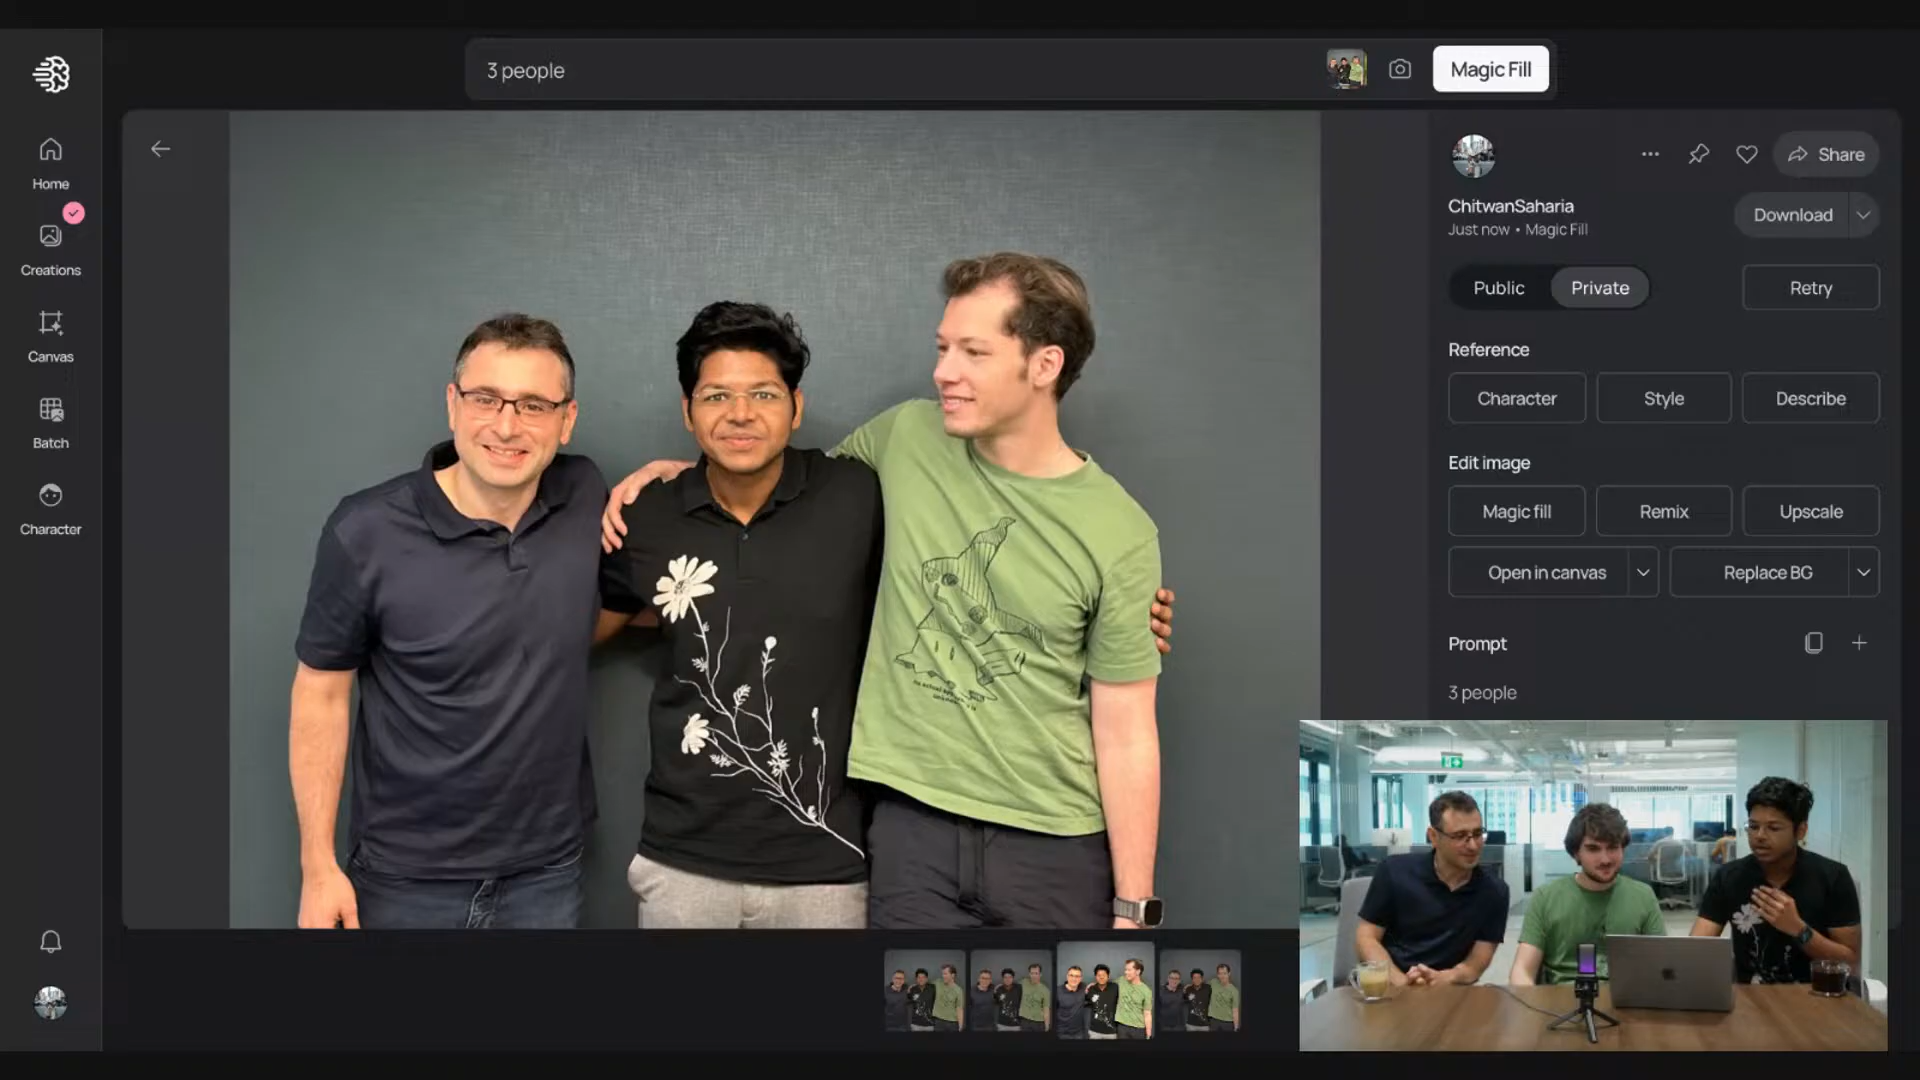 3 people
Magic Fill
Home
Creations
Canvas
Batch
Character
Share
ChitwanSaharia
Just now • Magic Fill
Download
Public
Private
Retry
Reference
Character
Style
Describe
Edit image
Magic fill
Remix
Upscale
Open in canvas
Replace BG
Prompt
3 people